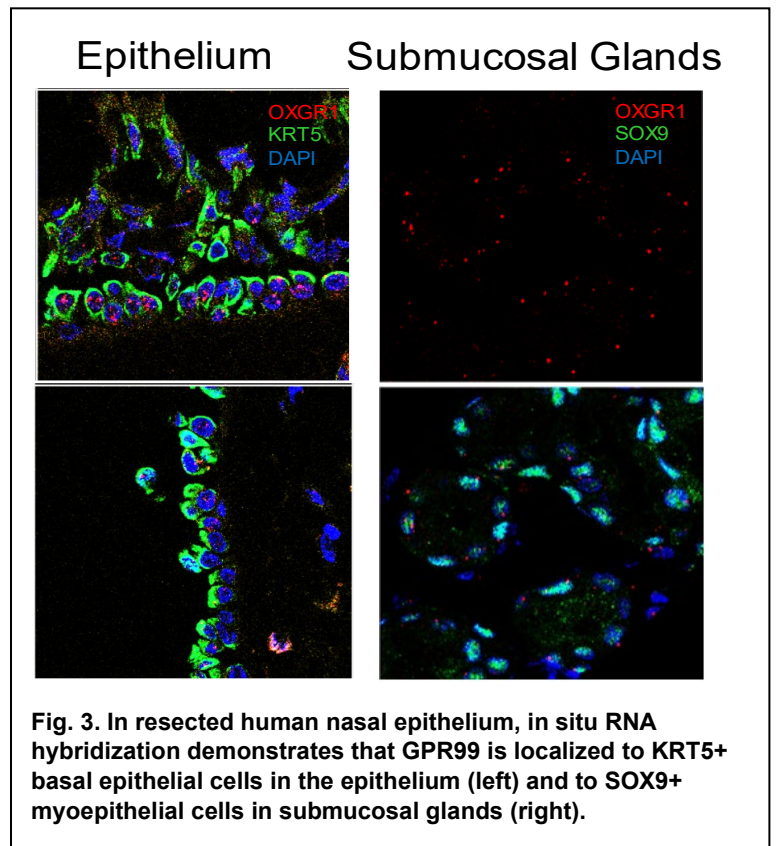 Epithelium
Submucosal Glands
OXGR1
KRT5
DAPI
OXGR1
SOX9
DAPI
Fig. 3. In resected human nasal epithelium, in situ RNA
hybridization demonstrates that GPR99 is localized to KRT5+
basal epithelial cells in the epithelium (left) and to SOX9+
myoepithelial cells in submucosal glands (right).